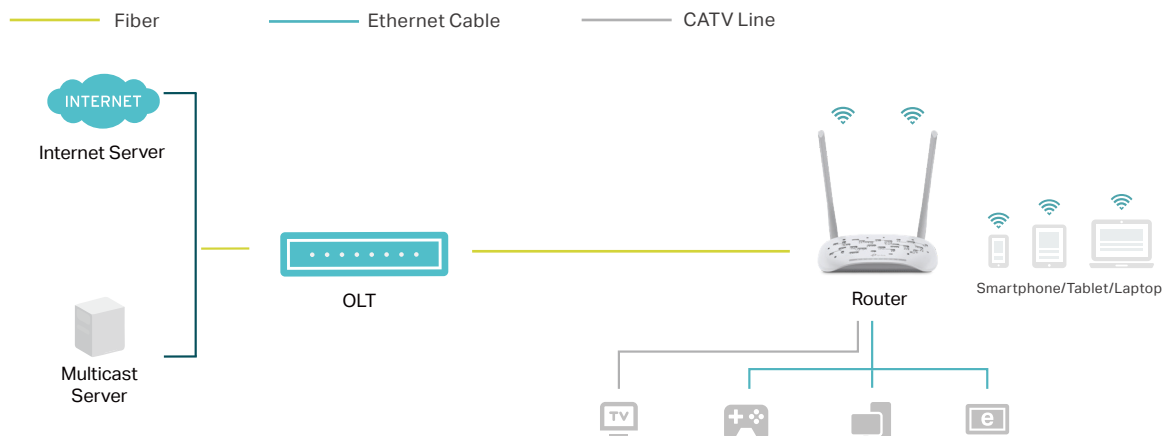 Fiber
Ethernet Cable
CATV Line
INTERNET
Internet Server
OLT
Router
Smartphone/Tablet/Laptop
Multicast
Server
TV
e